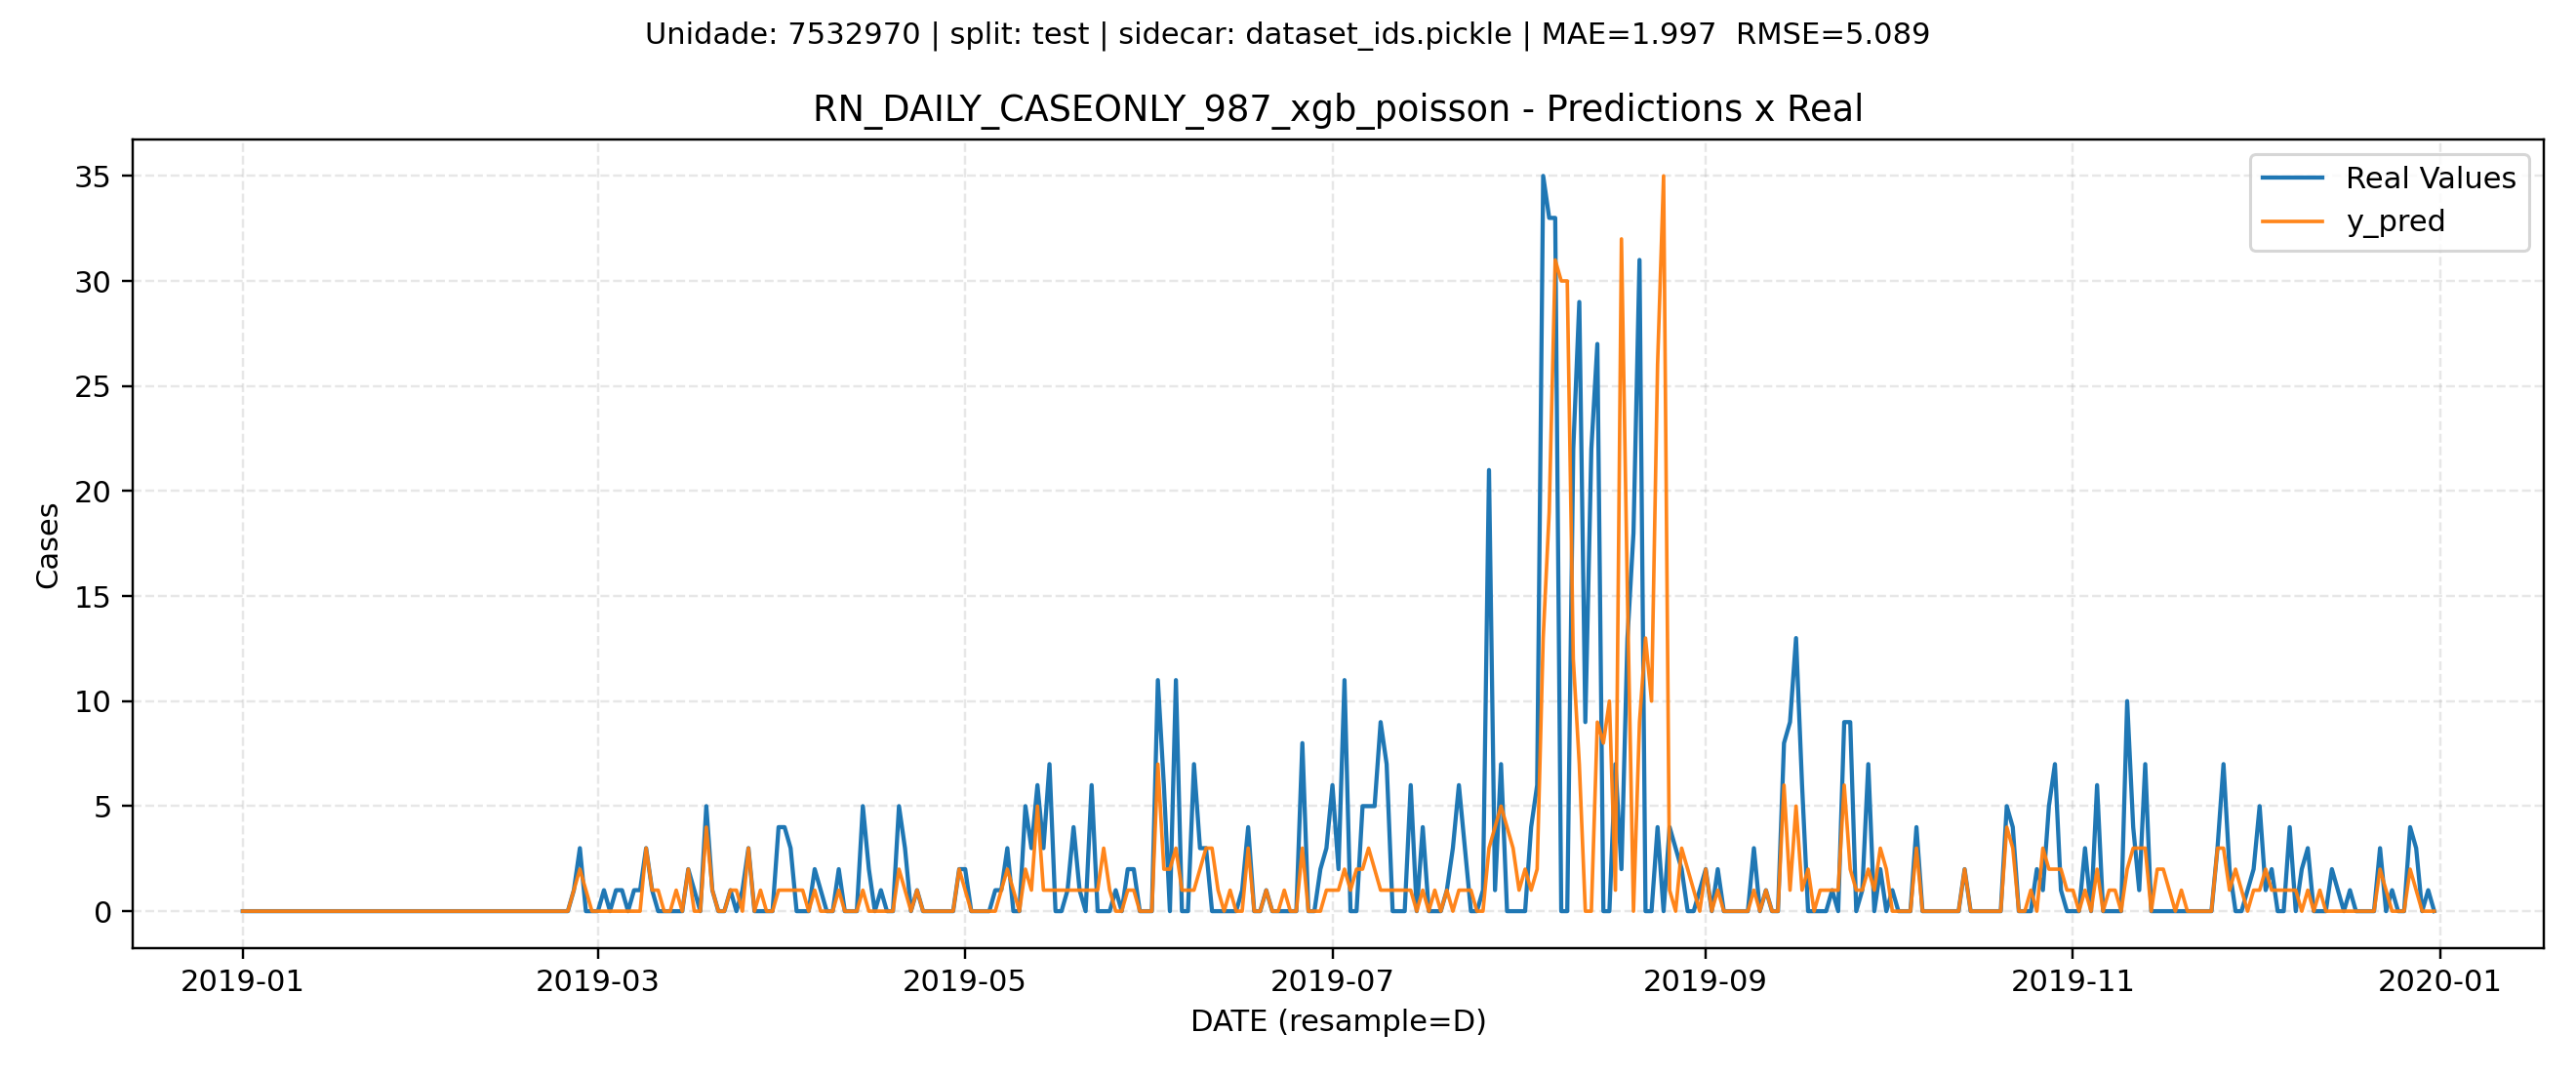 Unidade: 7532970 | split: test | sidecar: dataset_ids.pickle | MAE=1.997  RMSE=5.089
RN_DAILY_CASEONLY_987_xgb_poisson - Predictions x Real
Real Values
y_pred
35
30
25
20
15
10
5
0
Cases
2019-01 2019-03 2019-05 2019-07 2019-09 2019-11 2020-01
DATE (resample=D)